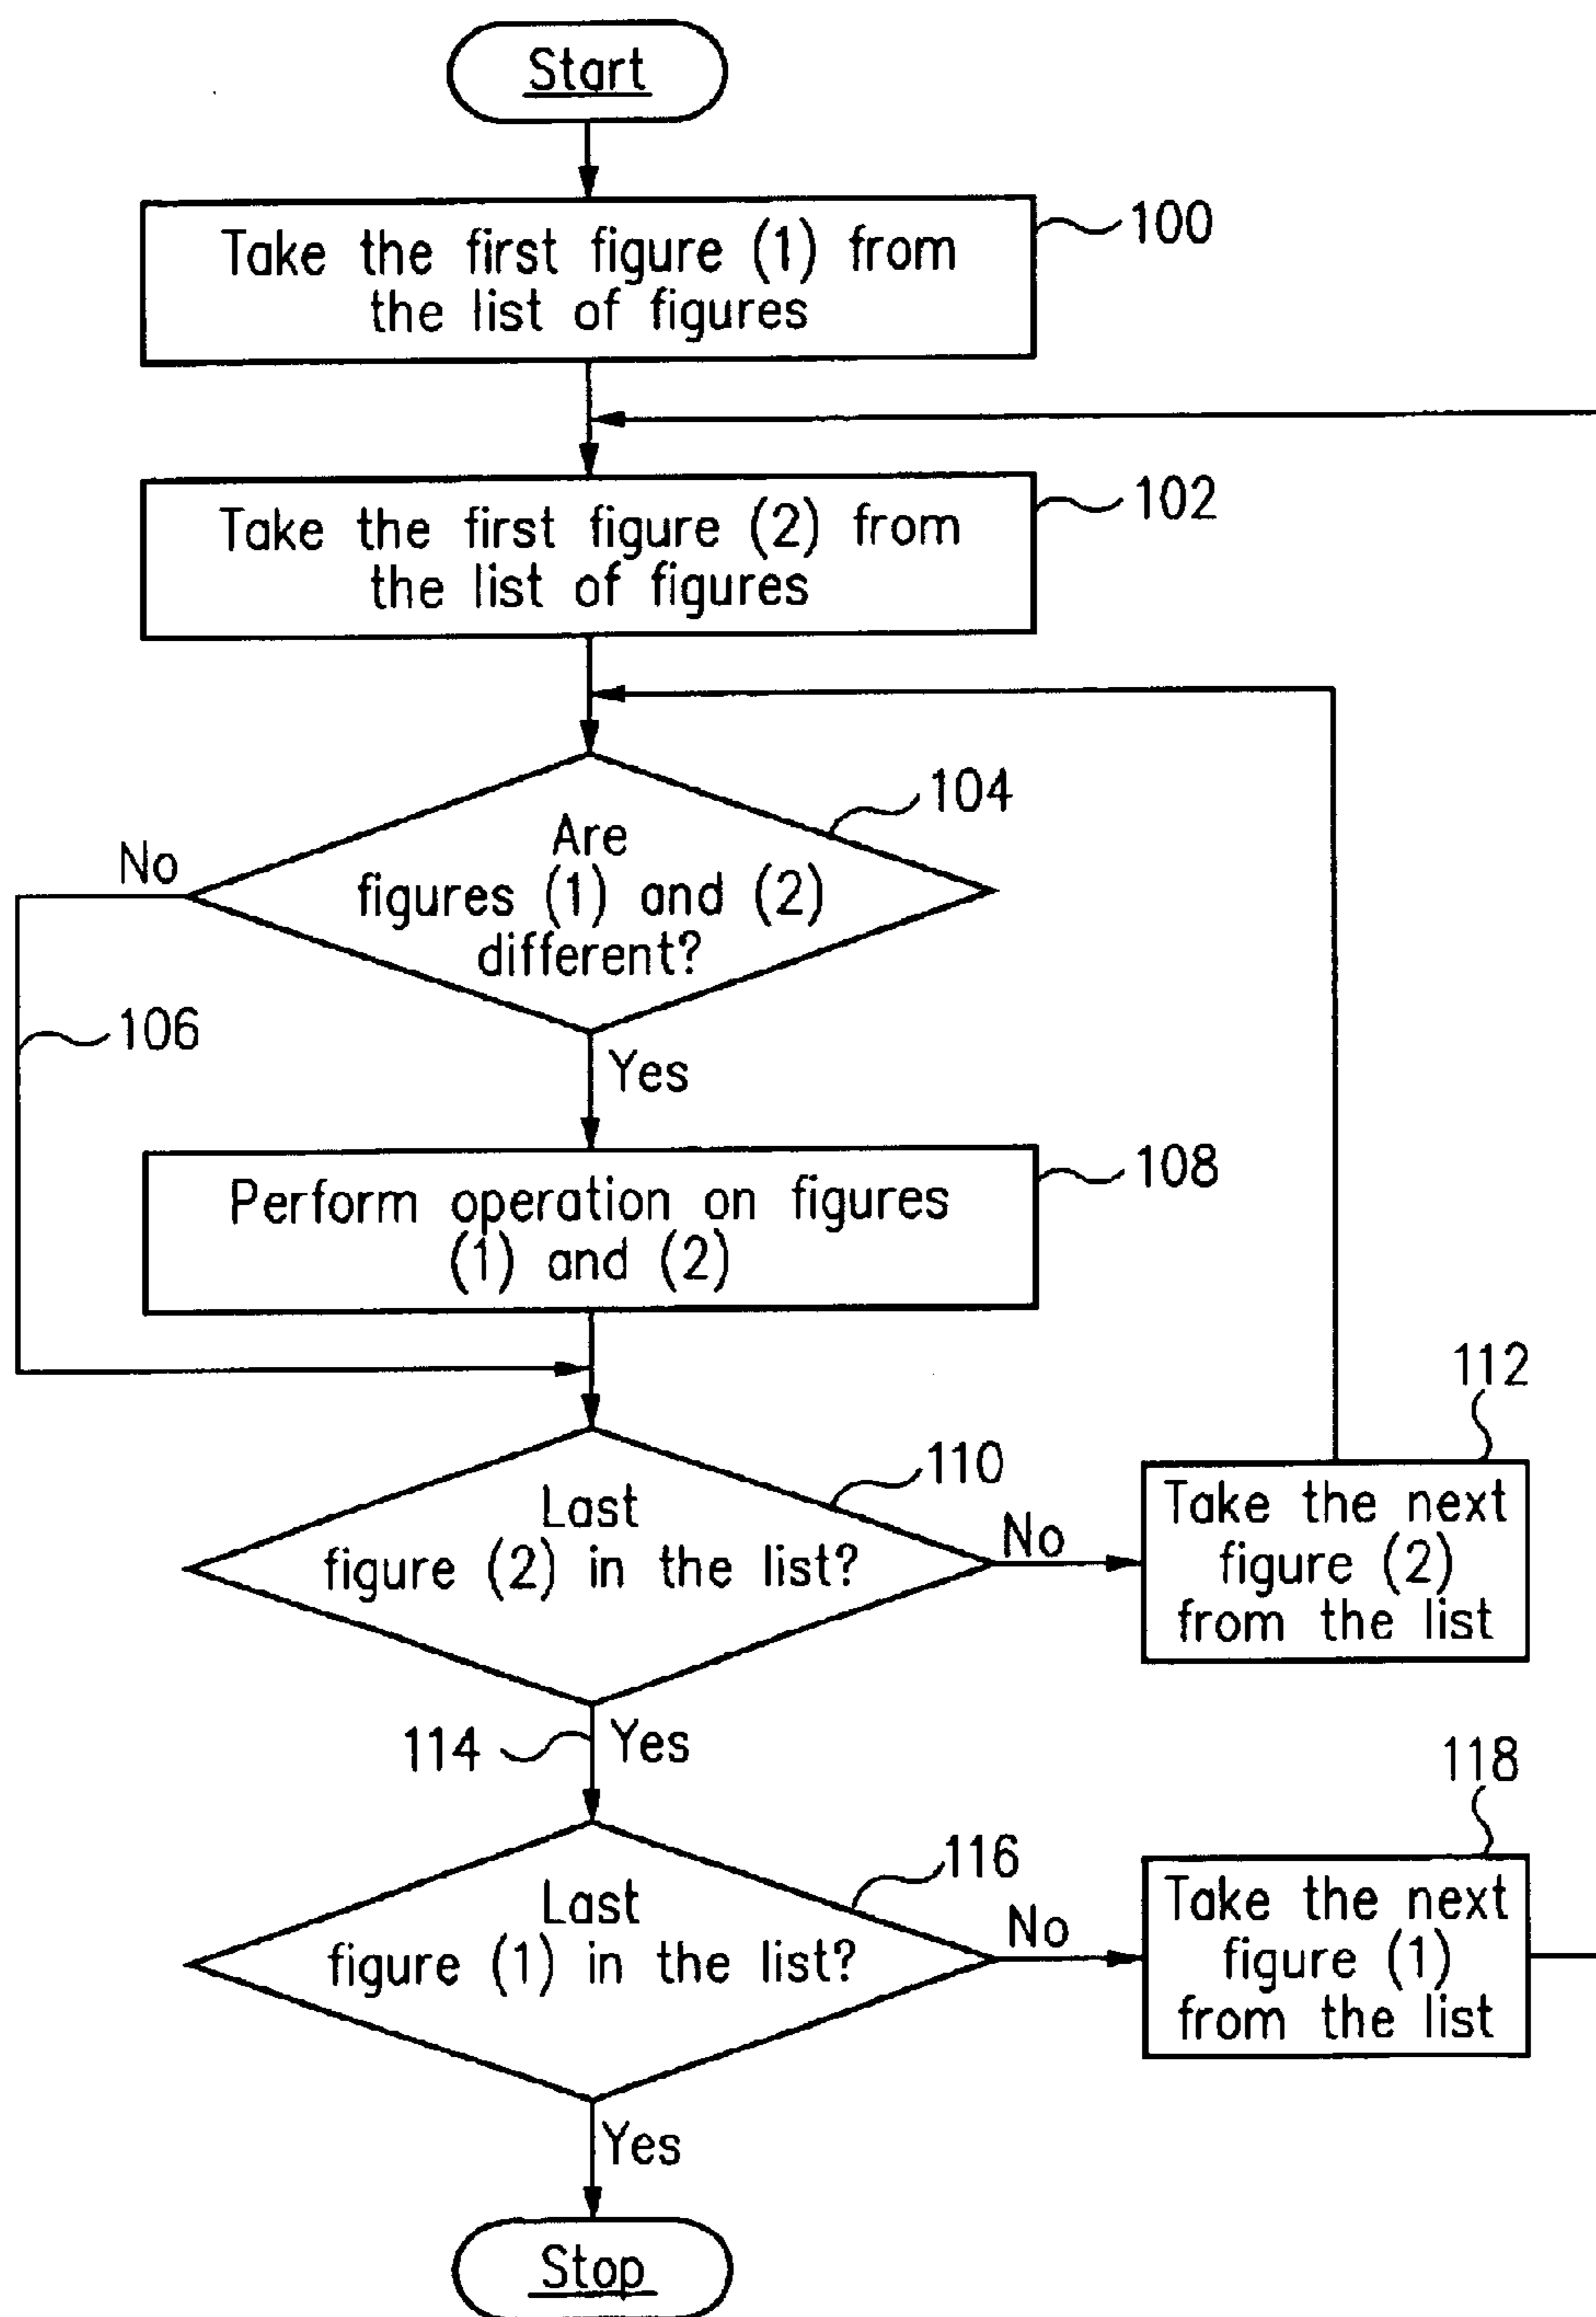 Start
Take the first figure (1) from
the list of figures
100
Take the first figure (2) from
the list of figures
102
Are
figures (1) and (2)
different?
104
No
106
Yes
Perform operation on figures
(1) and (2)
108
Last
figure (2) in the list?
110
No
112
Take the next
figure (2)
from the list
114
Yes
Last
figure (1) in the list?
116
No
118
Take the next
figure (1)
from the list
Yes
Stop